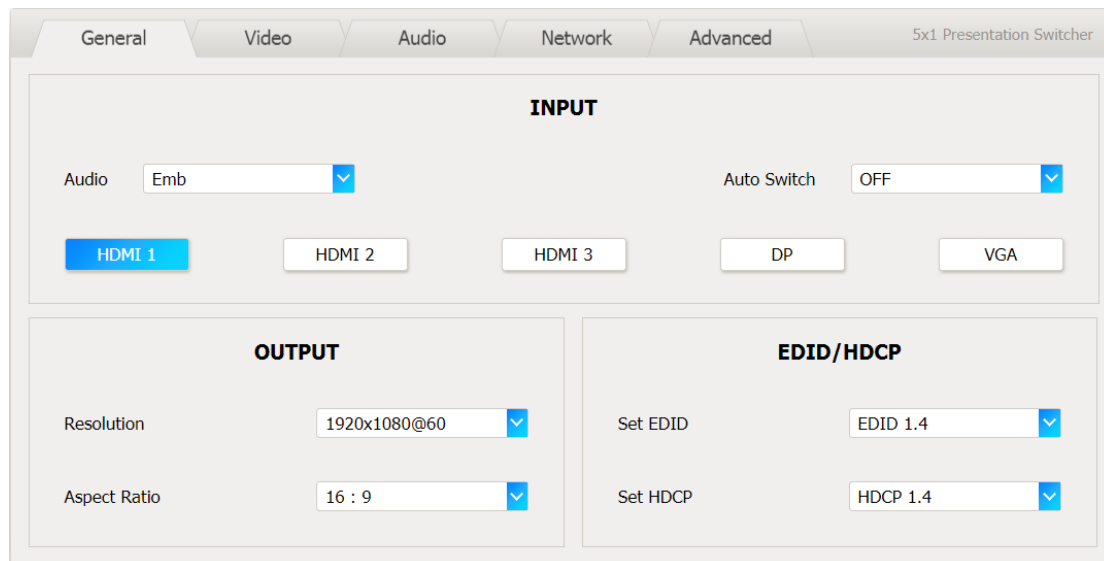 General Video Audio Network Advanced 5x1 Presentation Switcher
INPUT
Audio Emb Auto Switch OFF
HDMI 1 HDMI 2 HDMI 3 DP VGA
OUTPUT
Resolution 1920x1080@60
Aspect Ratio 16 : 9
EDID/HDCP
Set EDID EDID 1.4
Set HDCP HDCP 1.4